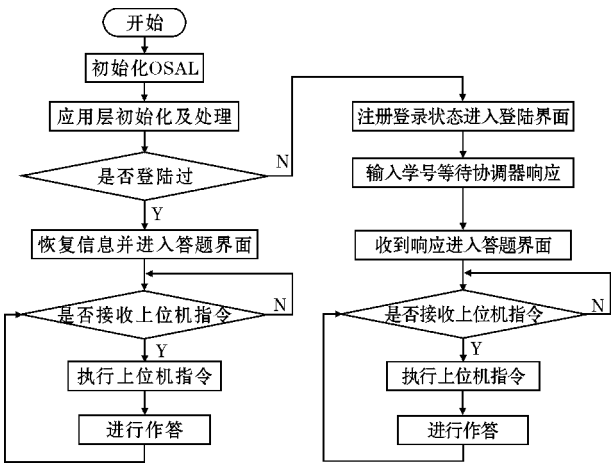 开始
初始化OSAL
应用层初始化及处理
是否登陆过
N
Y
恢复信息并进入答题界面
是否接收上位机指令
N
Y
执行上位机指令
进行作答
注册登录状态进入登陆界面
输入学号等待协调器响应
收到响应进入答题界面
是否接收上位机指令
N
Y
执行上位机指令
进行作答